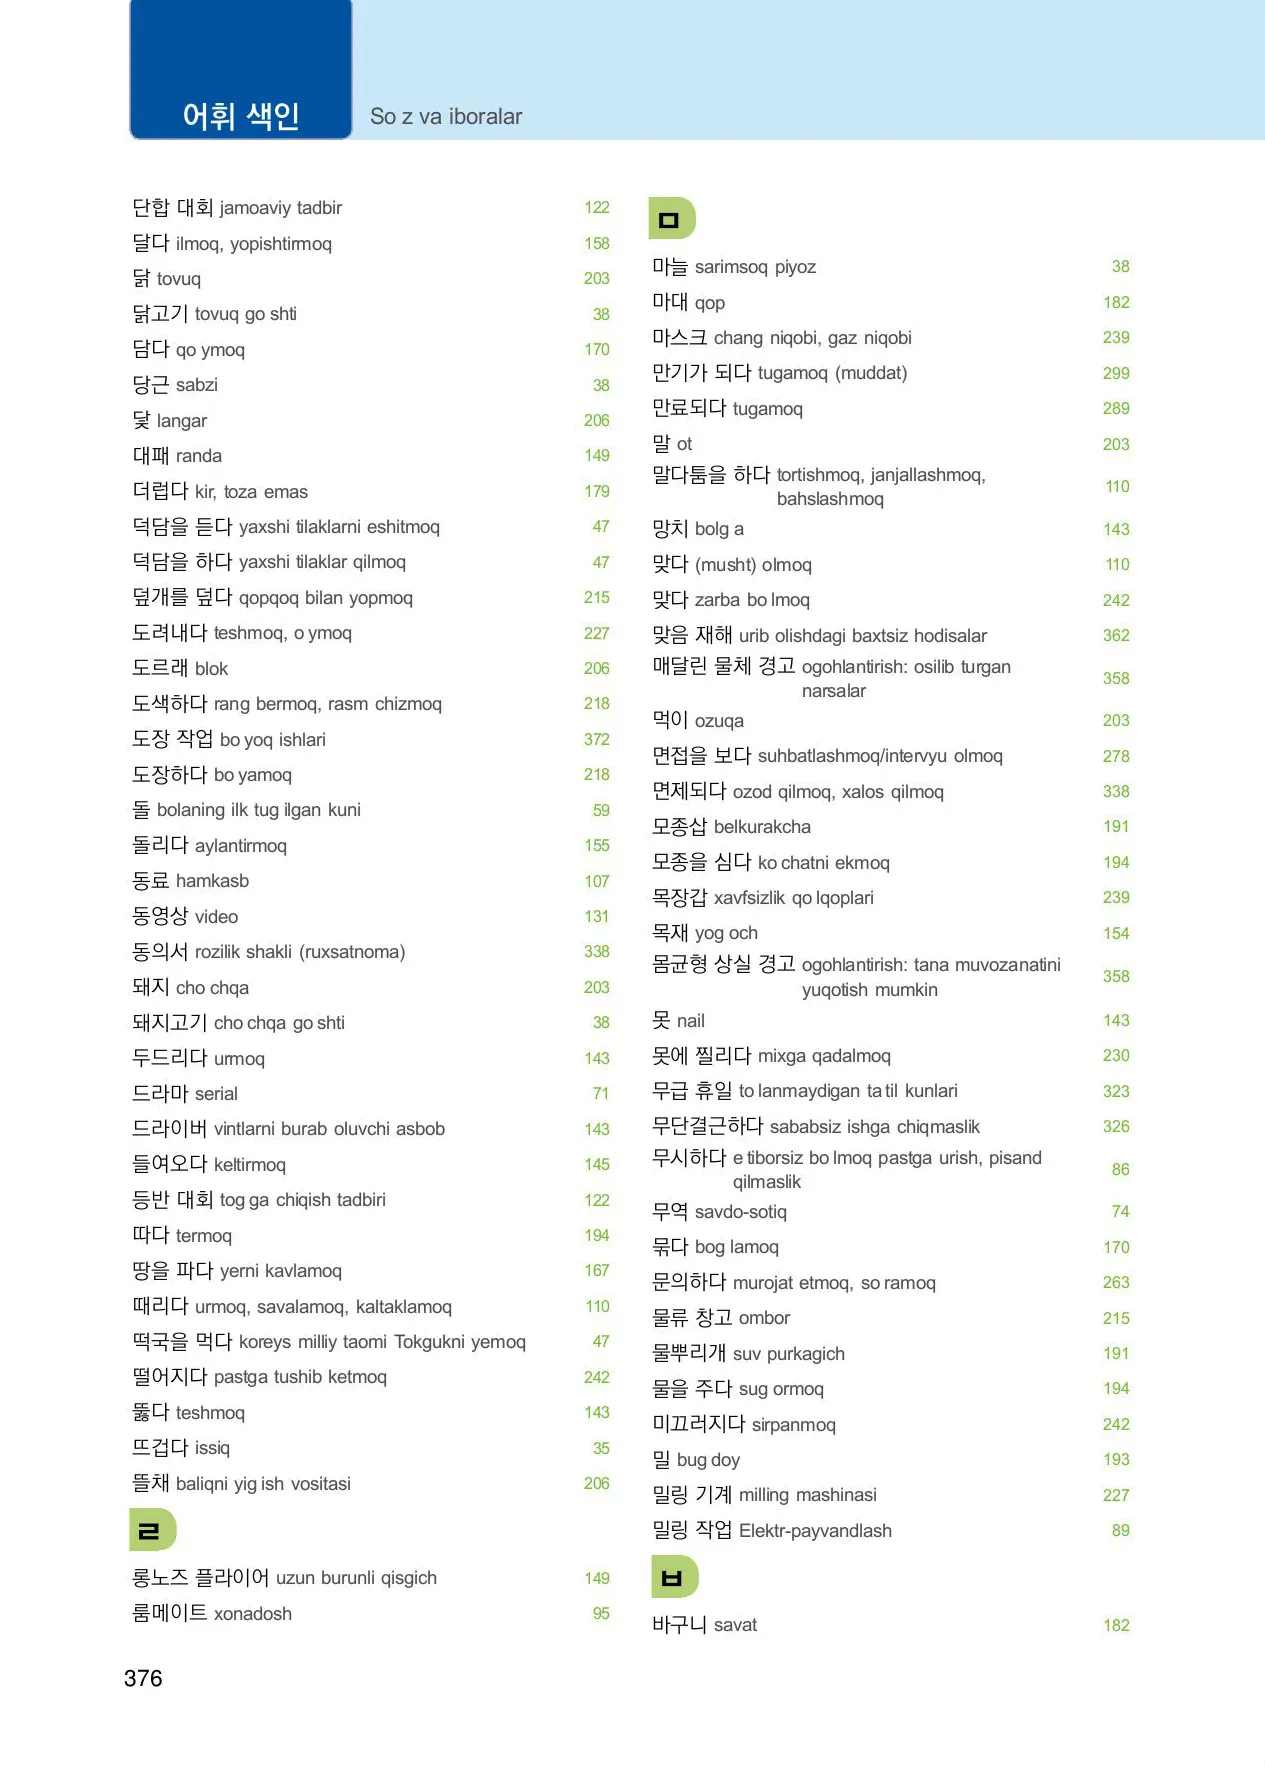 어휘 색인 So z va iboralar
단합 대회 jamoaviy tadbir 122
달다 ilmoq, yopishtirmoq 158
닭 tovuq 203
닭고기 tovuq go shti 38
담다 qo ymoq 170
당근 sabzi 38
닻 langar 206
대패 randa 149
더럽다 kir, toza emas 179
덕담을 듣다 yaxshi tilaklarni eshitmoq 47
덕담을 하다 yaxshi tilaklar qilmoq 47
덮개를 덮다 qopqoq bilan yopmoq 215
도려내다 teshmoq, o ymoq 227
도르래 blok 206
도색하다 rang bermoq, rasm chizmoq 218
도장 작업 bo yoq ishlari 372
도장하다 bo yamoq 218
돌 bolaning ilk tug ilgan kuni 59
돌리다 aylantirmoq 155
동료 hamkasb 107
동영상 video 131
동의서 rozilik shakli (ruxsatnoma) 338
돼지 cho chqa 203
돼지고기 cho chqa go shti 38
두드리다 urmoq 143
드라마 serial 71
드라이버 vintlarni burab oluvchi asbob 143
들여오다 keltirmoq 145
등반 대회 tog ga chiqish tadbiri 122
따다 termoq 194
땅을 파다 yerni kavlamoq 167
때리다 urmoq, savalamoq, kaltaklamoq 110
떡국을 먹다 koreys milliy taomi Tokgukni yemoq 47
떨어지다 pastga tushib ketmoq 242
뚫다 teshmoq 143
뜨겁다 issiq 35
뜰채 baliqni yig ish vositasi 206
ㄹ
롱노즈 플라이어 uzun burunli qisgich 149
룸메이트 xonadosh 95
ㅁ
마늘 sarimsoq piyoz 38
마대 qop 182
마스크 chang niqobi, gaz niqobi 239
만기가 되다 tugamoq (muddat) 299
만료되다 tugamoq 289
말 ot 203
말다툼을 하다 tortishmoq, janjallashmoq,
bahslashmoq 110
망치 bolg a 143
맞다 (musht) olmoq 110
맞다 zarba bo lmoq 242
맞음 재해 urib olishdagi baxtsiz hodisalar 362
매달린 물체 경고 ogohlantirish: osilib turgan
narsalar 358
먹이 ozuqa 203
면접을 보다 suhbatlashmoq/intervyu olmoq 278
면제되다 ozod qilmoq, xalos qilmoq 338
모종삽 belkurakcha 191
모종을 심다 ko chatni ekmoq 194
목장갑 xavfsizlik qo lqoplari 239
목재 yog och 154
몸균형 상실 경고 ogohlantirish: tana muvozanatini
yuqotish mumkin 358
못 nail 143
못에 찔리다 mixga qadalmoq 230
무급 휴일 to lanmaydigan ta til kunlari 323
무단결근하다 sababsiz ishga chiqmaslik 326
무시하다 e tiborsiz bo lmoq pastga urish, pisand
qilmaslik 86
무역 savdo-sotiq 74
묶다 bog lamoq 170
문의하다 murojat etmoq, so ramoq 263
물류 창고 ombor 215
물뿌리개 suv purkagich 191
물을 주다 sug ormoq 194
미끄러지다 sirpanmoq 242
밀 bug doy 193
밀링 기계 milling mashinasi 227
밀링 작업 Elektr-payvandlash 89
ㅂ
바구니 savat 182
376